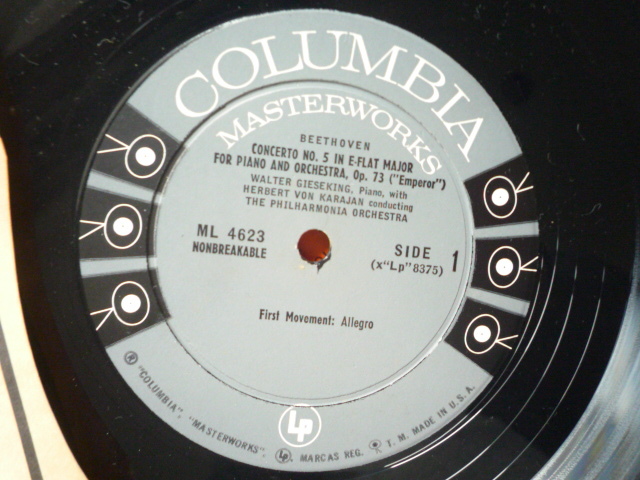 COLUMBIA
MASTERWORKS
BEETHOVEN
CONCERTO NO. 5 IN E-FLAT MAJOR
FOR PIANO AND ORCHESTRA, Op. 73 ("Emperor")
WALTER GIESEKING, Piano, with
HERBERT VON KARAJAN conducting
THE PHILHARMONIA ORCHESTRA
ML 4623
NONBREAKABLE
SIDE 1
(x"Lp"8375)
First Movement: Allegro
® "COLUMBIA", "MASTERWORKS", Lp, MARCAS REG. ® T. M. MADE IN U.S.A.
Lp